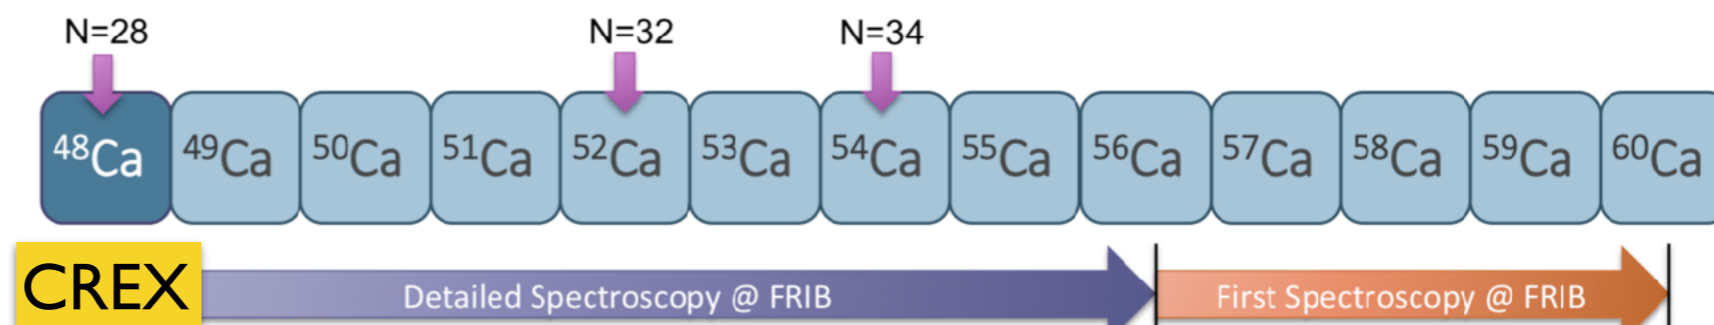 N=28 N=32 N=34
⁴⁸Ca ⁴⁹Ca ⁵⁰Ca ⁵¹Ca ⁵²Ca ⁵³Ca ⁵⁴Ca ⁵⁵Ca ⁵⁶Ca ⁵⁷Ca ⁵⁸Ca ⁵⁹Ca ⁶⁰Ca
CREX Detailed Spectroscopy @ FRIB First Spectroscopy @ FRIB